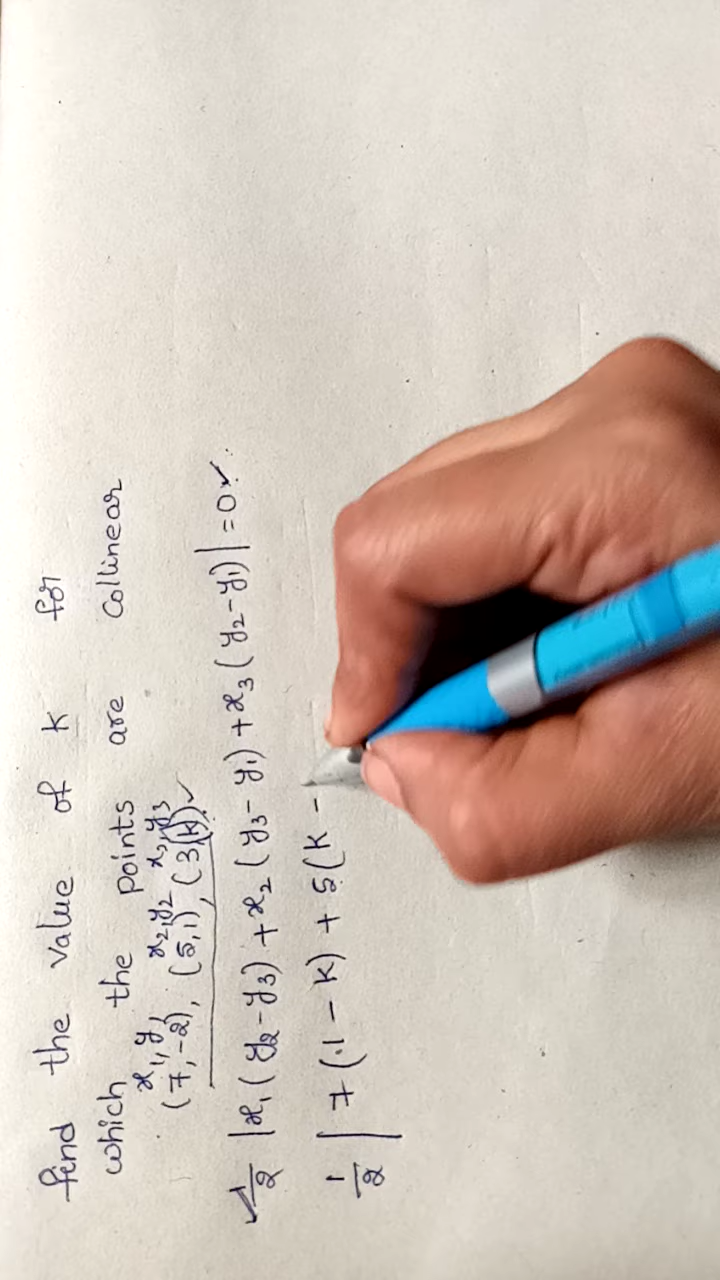 find the value of k for
which the points are collinear
x₁,y₁ x₂,y₂ x₃,y₃
(7,-2), (5,1), (3,k)✓
✓1/2 |x₁(y₂-y₃)+x₂(y₃-y₁)+x₃(y₂-y₁)|=0✓.
1/2 | 7(1-k)+5(k-